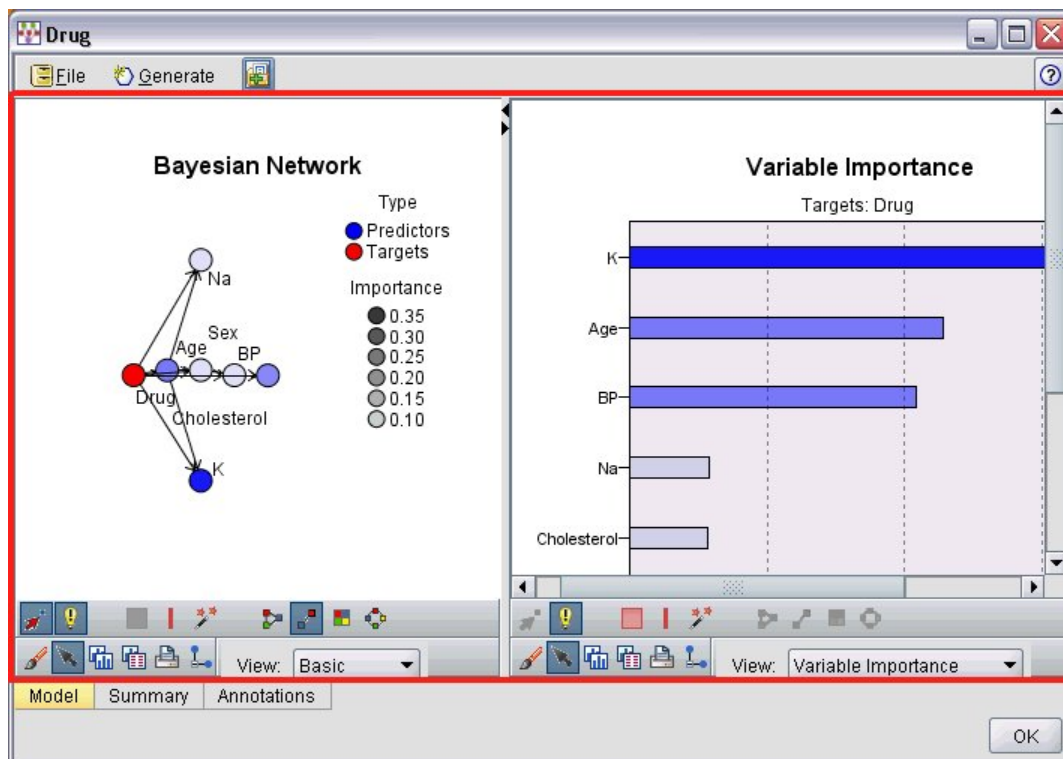 Drug
File Generate
Bayesian Network
Type
Predictors
Targets
Importance
0.35
0.30
0.25
0.20
0.15
0.10
Na
Sex
Age BP
Drug
Cholesterol
K
View: Basic
Variable Importance
Targets: Drug
K
Age
BP
Na
Cholesterol
View: Variable Importance
Model Summary Annotations
OK